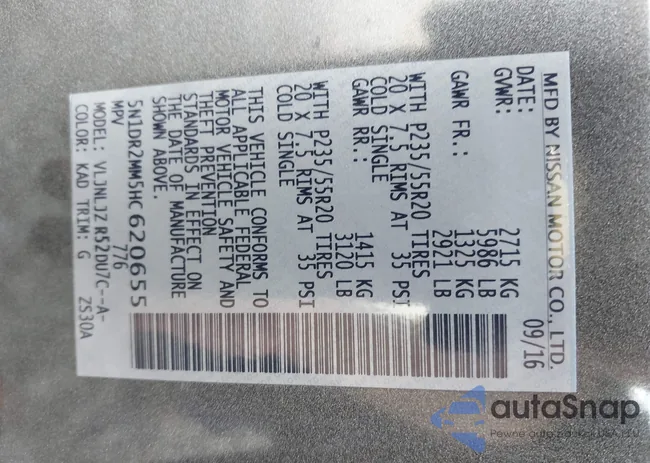 MFD BY NISSAN MOTOR CO., LTD.
DATE: 09/16
GVWR: 2715 KG
5986 LB
GAWR FR.: 1325 KG
2921 LB
WITH P235/55R20 TIRES
20 X 7.5 RIMS AT 35 PSI
COLD SINGLE
GAWR RR.: 1415 KG
3120 LB
WITH P235/55R20 TIRES
20 X 7.5 RIMS AT 35 PSI
COLD SINGLE
THIS VEHICLE CONFORMS TO
ALL APPLICABLE FEDERAL
MOTOR VEHICLE SAFETY AND
THEFT PREVENTION
STANDARDS IN EFFECT ON
THE DATE OF MANUFACTURE
SHOWN ABOVE.
5N1DR2MM5HC620655
MPV 776
MODEL: VLJNLJZ R52DU7C--A-
COLOR: KAD TRIM: G ZS30A
autaSnap